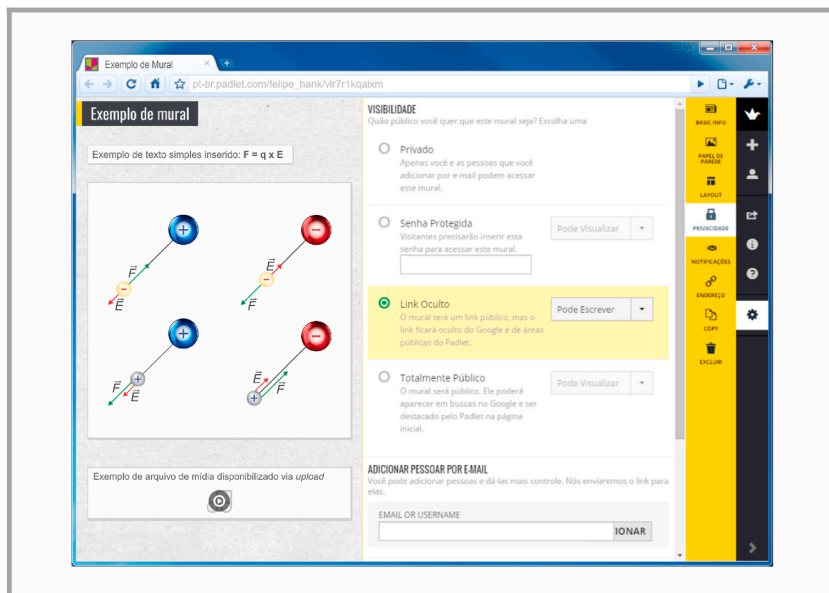 Google
Exemplo de Mural
pt-br.padlet.com/felipe_hank/vlr7r1kqaixm
Exemplo de mural
Exemplo de texto simples inserido: F = q x E
+
F
−
E
−
E
−
F
+
F
+
E
−
E
+
F
Exemplo de arquivo de mídia disponibilizado via upload
VISIBILIDADE
Quão público você quer que este mural seja? Escolha uma
Privado
Apenas você e as pessoas que você
adicionar por e-mail podem acessar
este mural.
Senha Protegida
Visitantes precisarão inserir esta
senha para acessar este mural.
Pode Visualizar
Link Oculto
O mural terá um link público, mas o
link ficará oculto do Google e de áreas
públicas do Padlet.
Pode Escrever
Totalmente Público
O mural será público. Ele poderá
aparecer em buscas no Google e ser
destacado pelo Padlet na página
inicial.
Pode Visualizar
ADICIONAR PESSOAR POR E-MAIL
Você pode adicionar pessoas e dá-las mais controle. Nós enviaremos o link para
elas.
EMAIL OR USERNAME
IONAR
BASIC INFO
PAPEL DE
PAREDE
LAYOUT
PRIVACIDADE
NOTIFICAÇÕES
ENDEREÇO
COPY
EXCLUIR